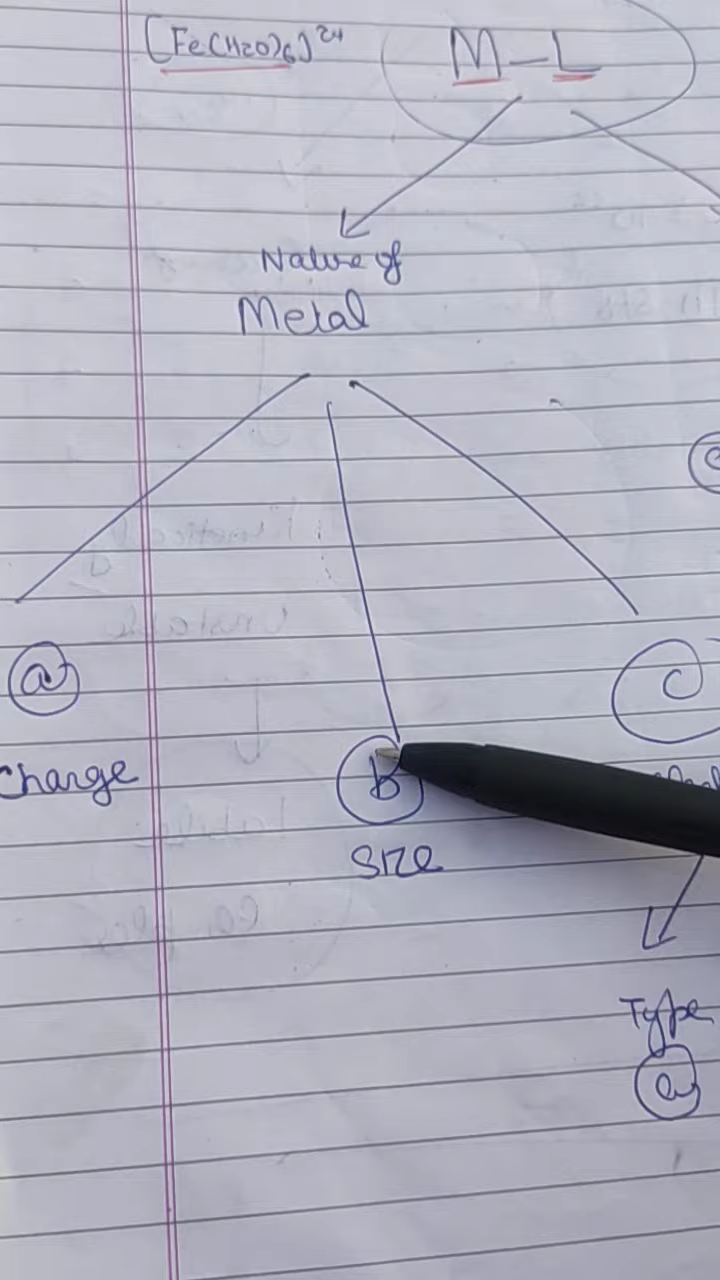 [Fe(H2O)6]2+
M-L
Nature of
Metal
a
C
Charge
B
Size
Type
a